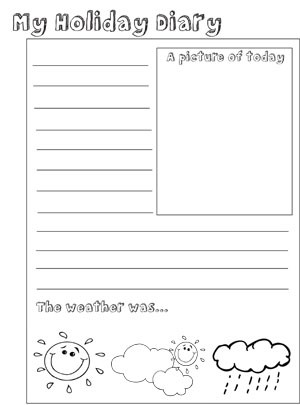 My Holiday Diary
A picture of today
The weather was...